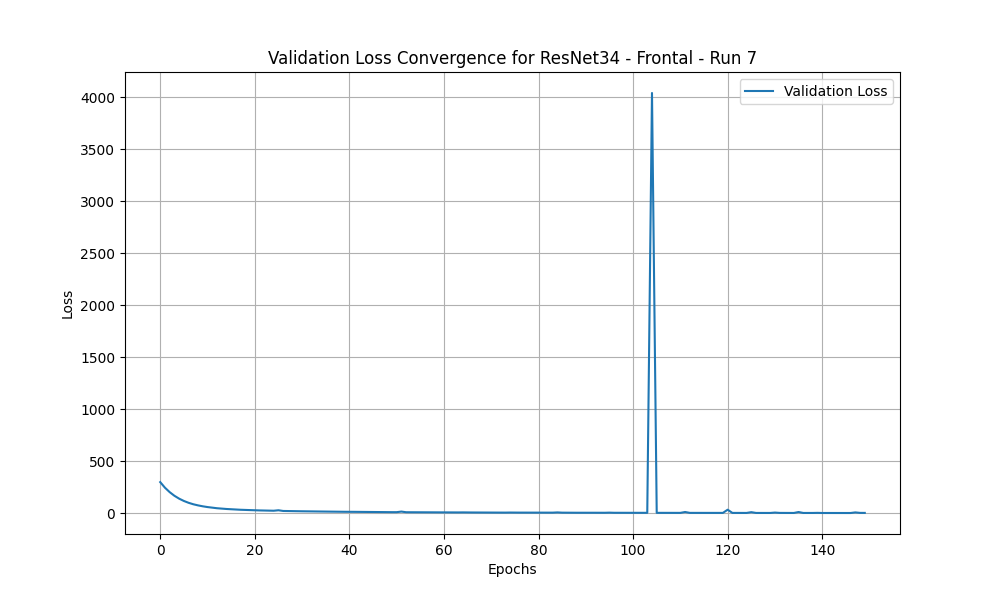 Validation Loss Convergence for ResNet34 - Frontal - Run 7
Validation Loss
4000
3500
3000
2500
2000
1500
1000
500
0
Loss
0 20 40 60 80 100 120 140
Epochs